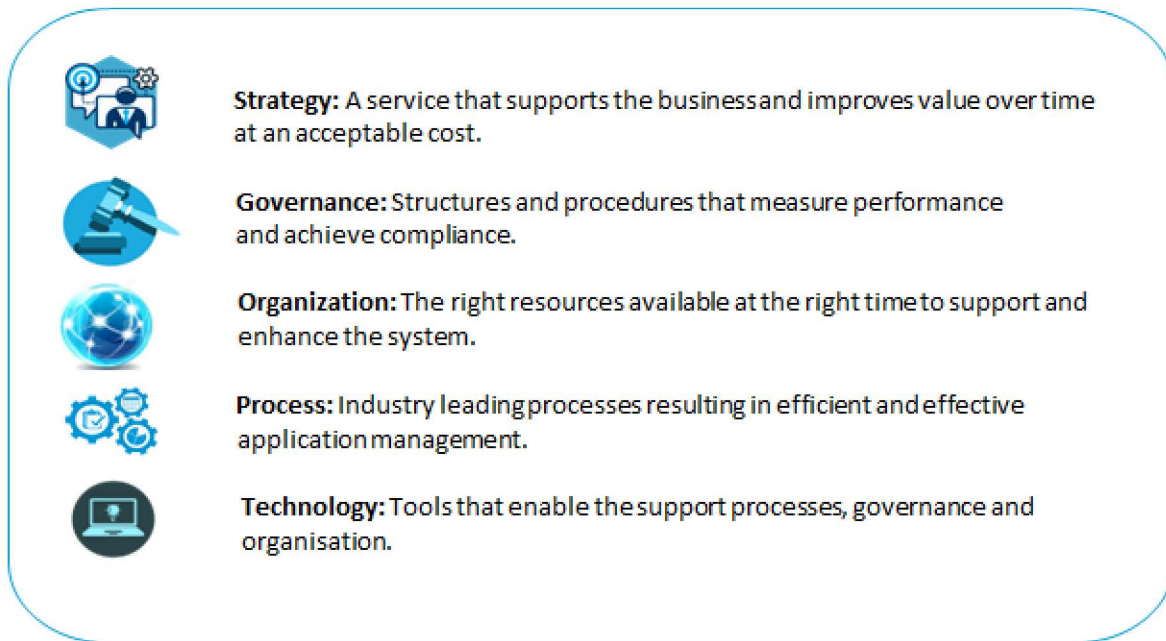 Strategy: A service that supports the business and improves value over time
at an acceptable cost.
Governance: Structures and procedures that measure performance
and achieve compliance.
Organization: The right resources available at the right time to support and
enhance the system.
Process: Industry leading processes resulting in efficient and effective
application management.
Technology: Tools that enable the support processes, governance and
organisation.